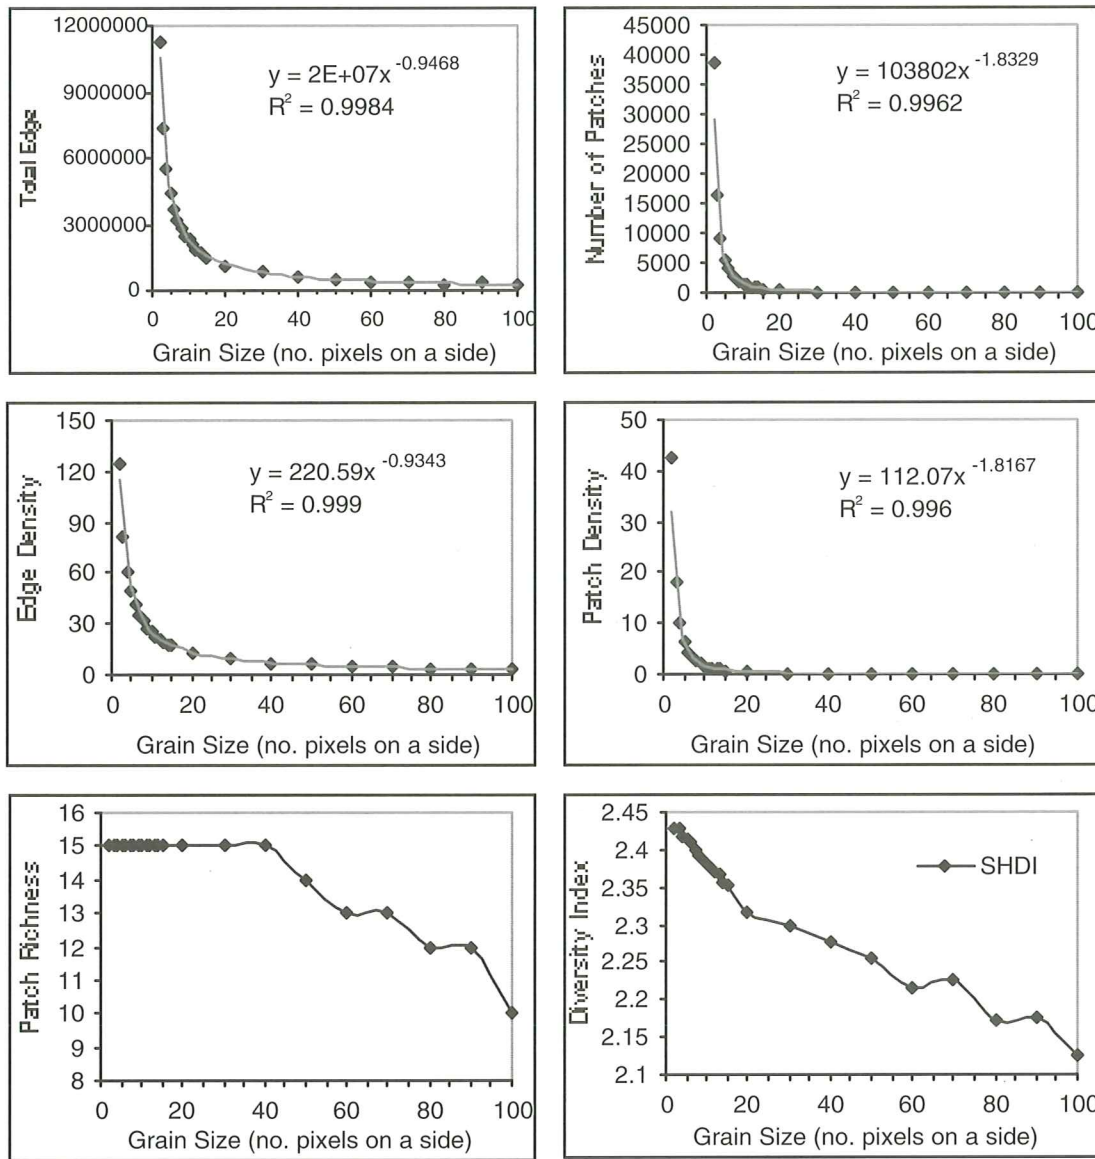 12000000
9000000
6000000
3000000
0
Total Edge
y = 2E+07x -0.9468
R2 = 0.9984
0 20 40 60 80 100
Grain Size (no. pixels on a side)
45000
40000
35000
30000
25000
20000
15000
10000
5000
0
Number of Patches
y = 103802x -1.8329
R2 = 0.9962
0 20 40 60 80 100
Grain Size (no. pixels on a side)
150
120
90
60
30
0
Edge Density
y = 220.59x -0.9343
R2 = 0.999
0 20 40 60 80 100
Grain Size (no. pixels on a side)
50
40
30
20
10
0
Patch Density
y = 112.07x -1.8167
R2 = 0.996
0 20 40 60 80 100
Grain Size (no. pixels on a side)
16
15
14
13
12
11
10
9
8
Patch Richness
0 20 40 60 80 100
Grain Size (no. pixels on a side)
2.45
2.4
2.35
2.3
2.25
2.2
2.15
2.1
Diversity Index
SHDI
0 20 40 60 80 100
Grain Size (no. pixels on a side)